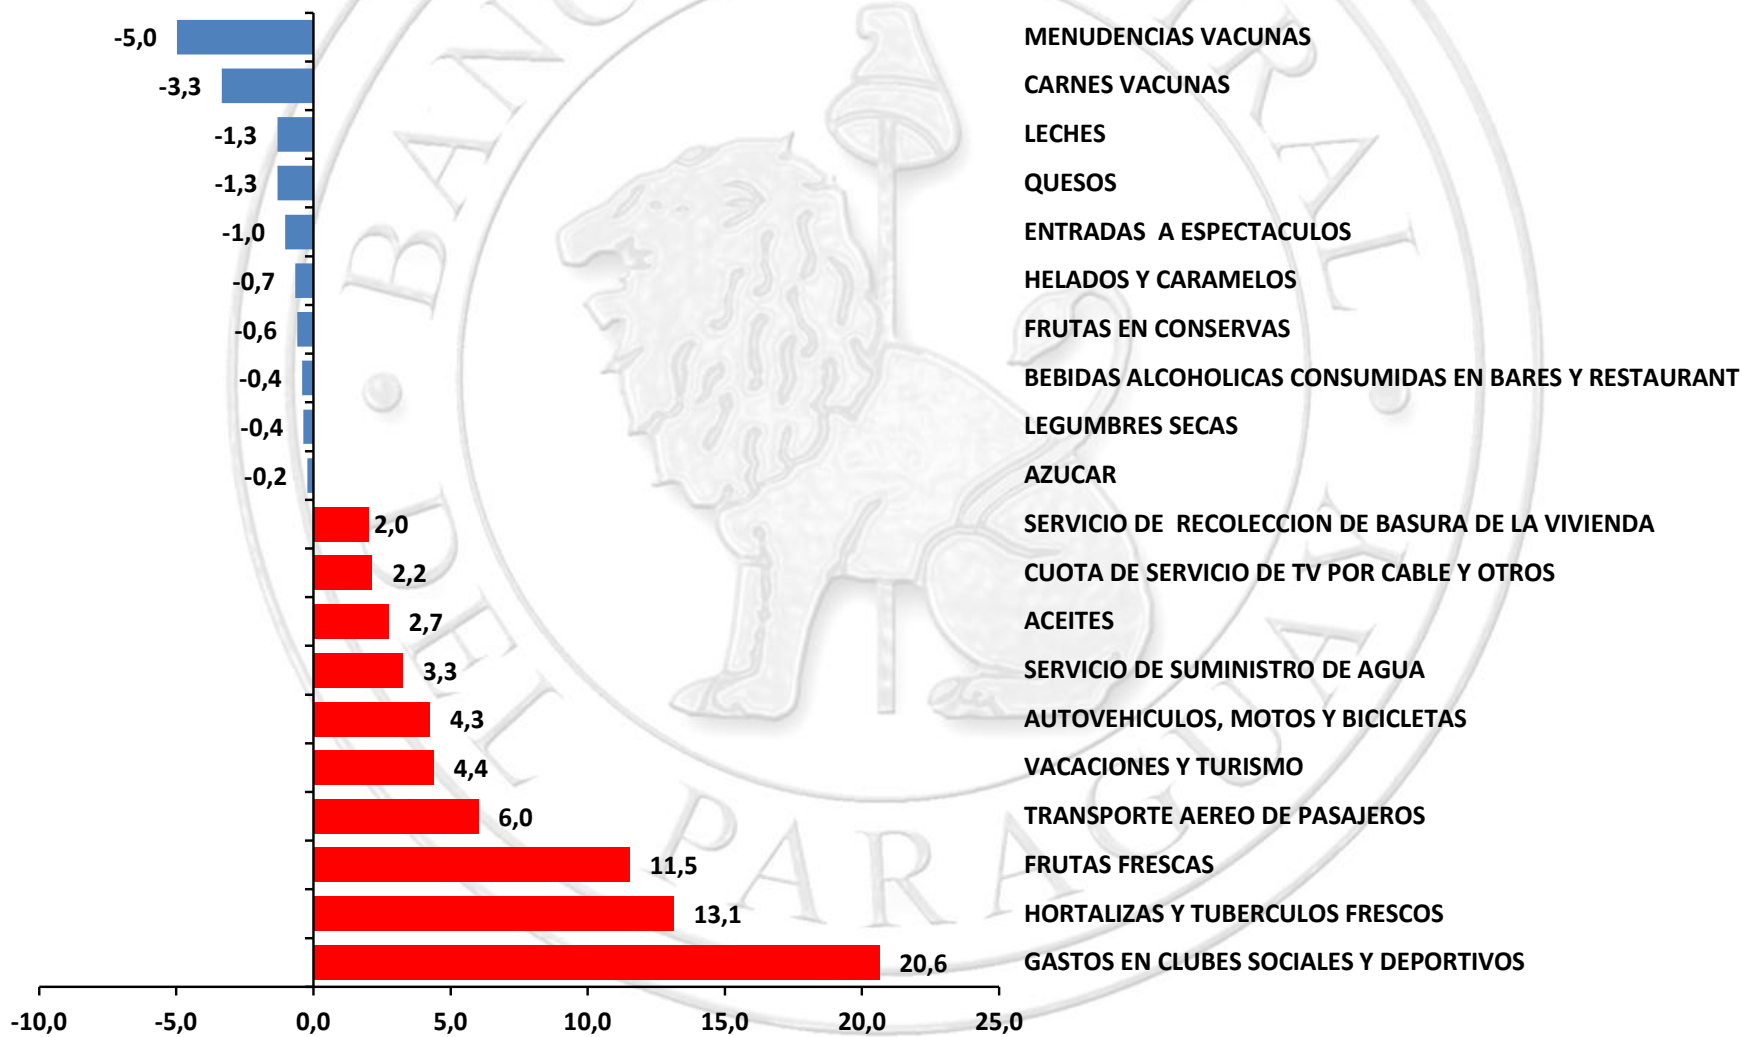 -5,0 MENUDENCIAS VACUNAS
-3,3 CARNES VACUNAS
-1,3 LECHES
-1,3 QUESOS
-1,0 ENTRADAS A ESPECTACULOS
-0,7 HELADOS Y CARAMELOS
-0,6 FRUTAS EN CONSERVAS
-0,4 BEBIDAS ALCOHOLICAS CONSUMIDAS EN BARES Y RESTAURANT
-0,4 LEGUMBRES SECAS
-0,2 AZUCAR
2,0 SERVICIO DE RECOLECCION DE BASURA DE LA VIVIENDA
2,2 CUOTA DE SERVICIO DE TV POR CABLE Y OTROS
2,7 ACEITES
3,3 SERVICIO DE SUMINISTRO DE AGUA
4,3 AUTOVEHICULOS, MOTOS Y BICICLETAS
4,4 VACACIONES Y TURISMO
6,0 TRANSPORTE AEREO DE PASAJEROS
11,5 FRUTAS FRESCAS
13,1 HORTALIZAS Y TUBERCULOS FRESCOS
20,6 GASTOS EN CLUBES SOCIALES Y DEPORTIVOS
-10,0 -5,0 0,0 5,0 10,0 15,0 20,0 25,0
DEL PARAGUAY